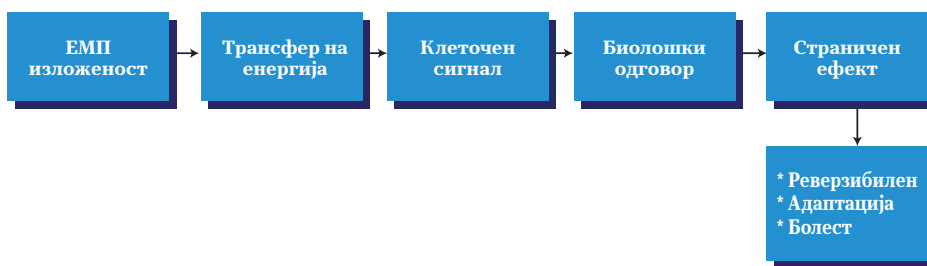 ЕМП
изложеност
Трансфер на
енергија
Клеточен
сигнал
Биолошки
одговор
Страничен
ефект
* Реверзибилен
* Адаптација
* Болест